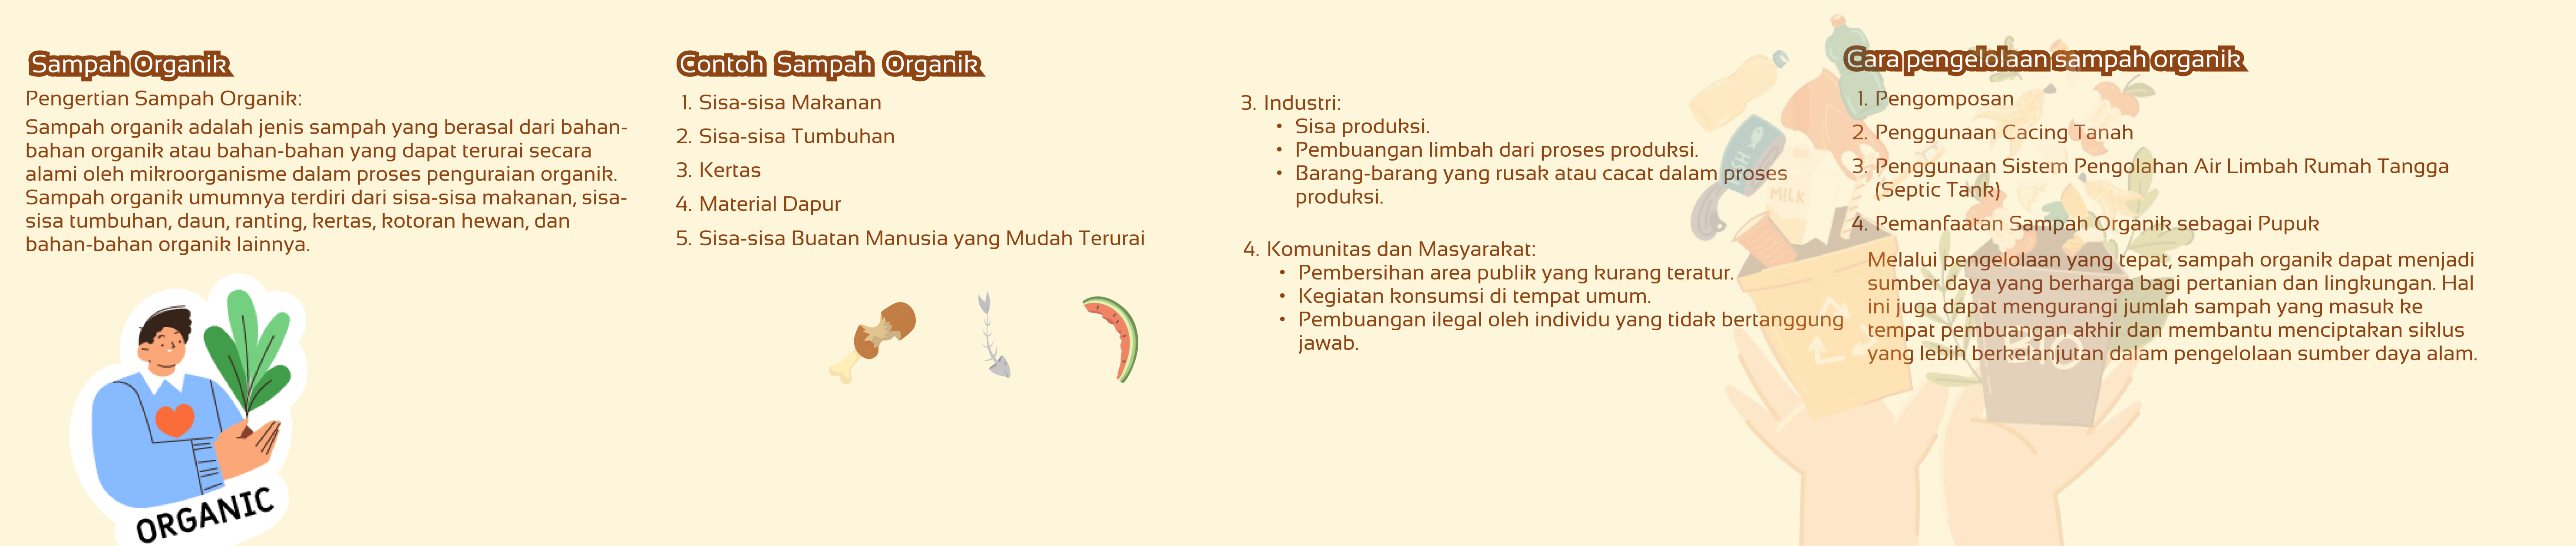 Sampah Organik
Pengertian Sampah Organik:
Sampah organik adalah jenis sampah yang berasal dari bahan-
bahan organik atau bahan-bahan yang dapat terurai secara
alami oleh mikroorganisme dalam proses penguraian organik.
Sampah organik umumnya terdiri dari sisa-sisa makanan, sisa-
sisa tumbuhan, daun, ranting, kertas, kotoran hewan, dan
bahan-bahan organik lainnya.
ORGANIC
Contoh Sampah Organik
1. Sisa-sisa Makanan
2. Sisa-sisa Tumbuhan
3. Kertas
4. Material Dapur
5. Sisa-sisa Buatan Manusia yang Mudah Terurai
3. Industri:
• Sisa produksi.
• Pembuangan limbah dari proses produksi.
• Barang-barang yang rusak atau cacat dalam proses
produksi.
4. Komunitas dan Masyarakat:
• Pembersihan area publik yang kurang teratur.
• Kegiatan konsumsi di tempat umum.
• Pembuangan ilegal oleh individu yang tidak bertanggung
jawab.
FISH
MILK
Cara pengelolaan sampah organik
1. Pengomposan
2. Penggunaan Cacing Tanah
3. Penggunaan Sistem Pengolahan Air Limbah Rumah Tangga
(Septic Tank)
4. Pemanfaatan Sampah Organik sebagai Pupuk
Melalui pengelolaan yang tepat, sampah organik dapat menjadi
sumber daya yang berharga bagi pertanian dan lingkungan. Hal
ini juga dapat mengurangi jumlah sampah yang masuk ke
tempat pembuangan akhir dan membantu menciptakan siklus
yang lebih berkelanjutan dalam pengelolaan sumber daya alam.
BIO